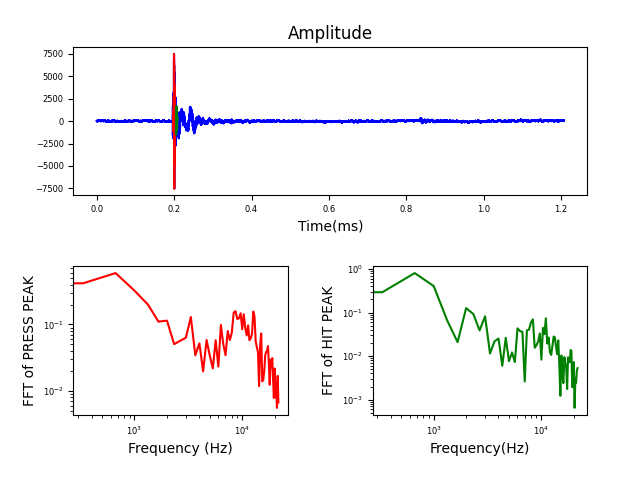 Amplitude
7500
5000
2500
0
−2500
−5000
−7500
0.0 0.2 0.4 0.6 0.8 1.0 1.2
Time(ms)
FFT of PRESS PEAK
10⁻¹
10⁻²
10³ 10⁴
Frequency (Hz)
FFT of HIT PEAK
10⁰
10⁻¹
10⁻²
10⁻³
10³ 10⁴
Frequency(Hz)